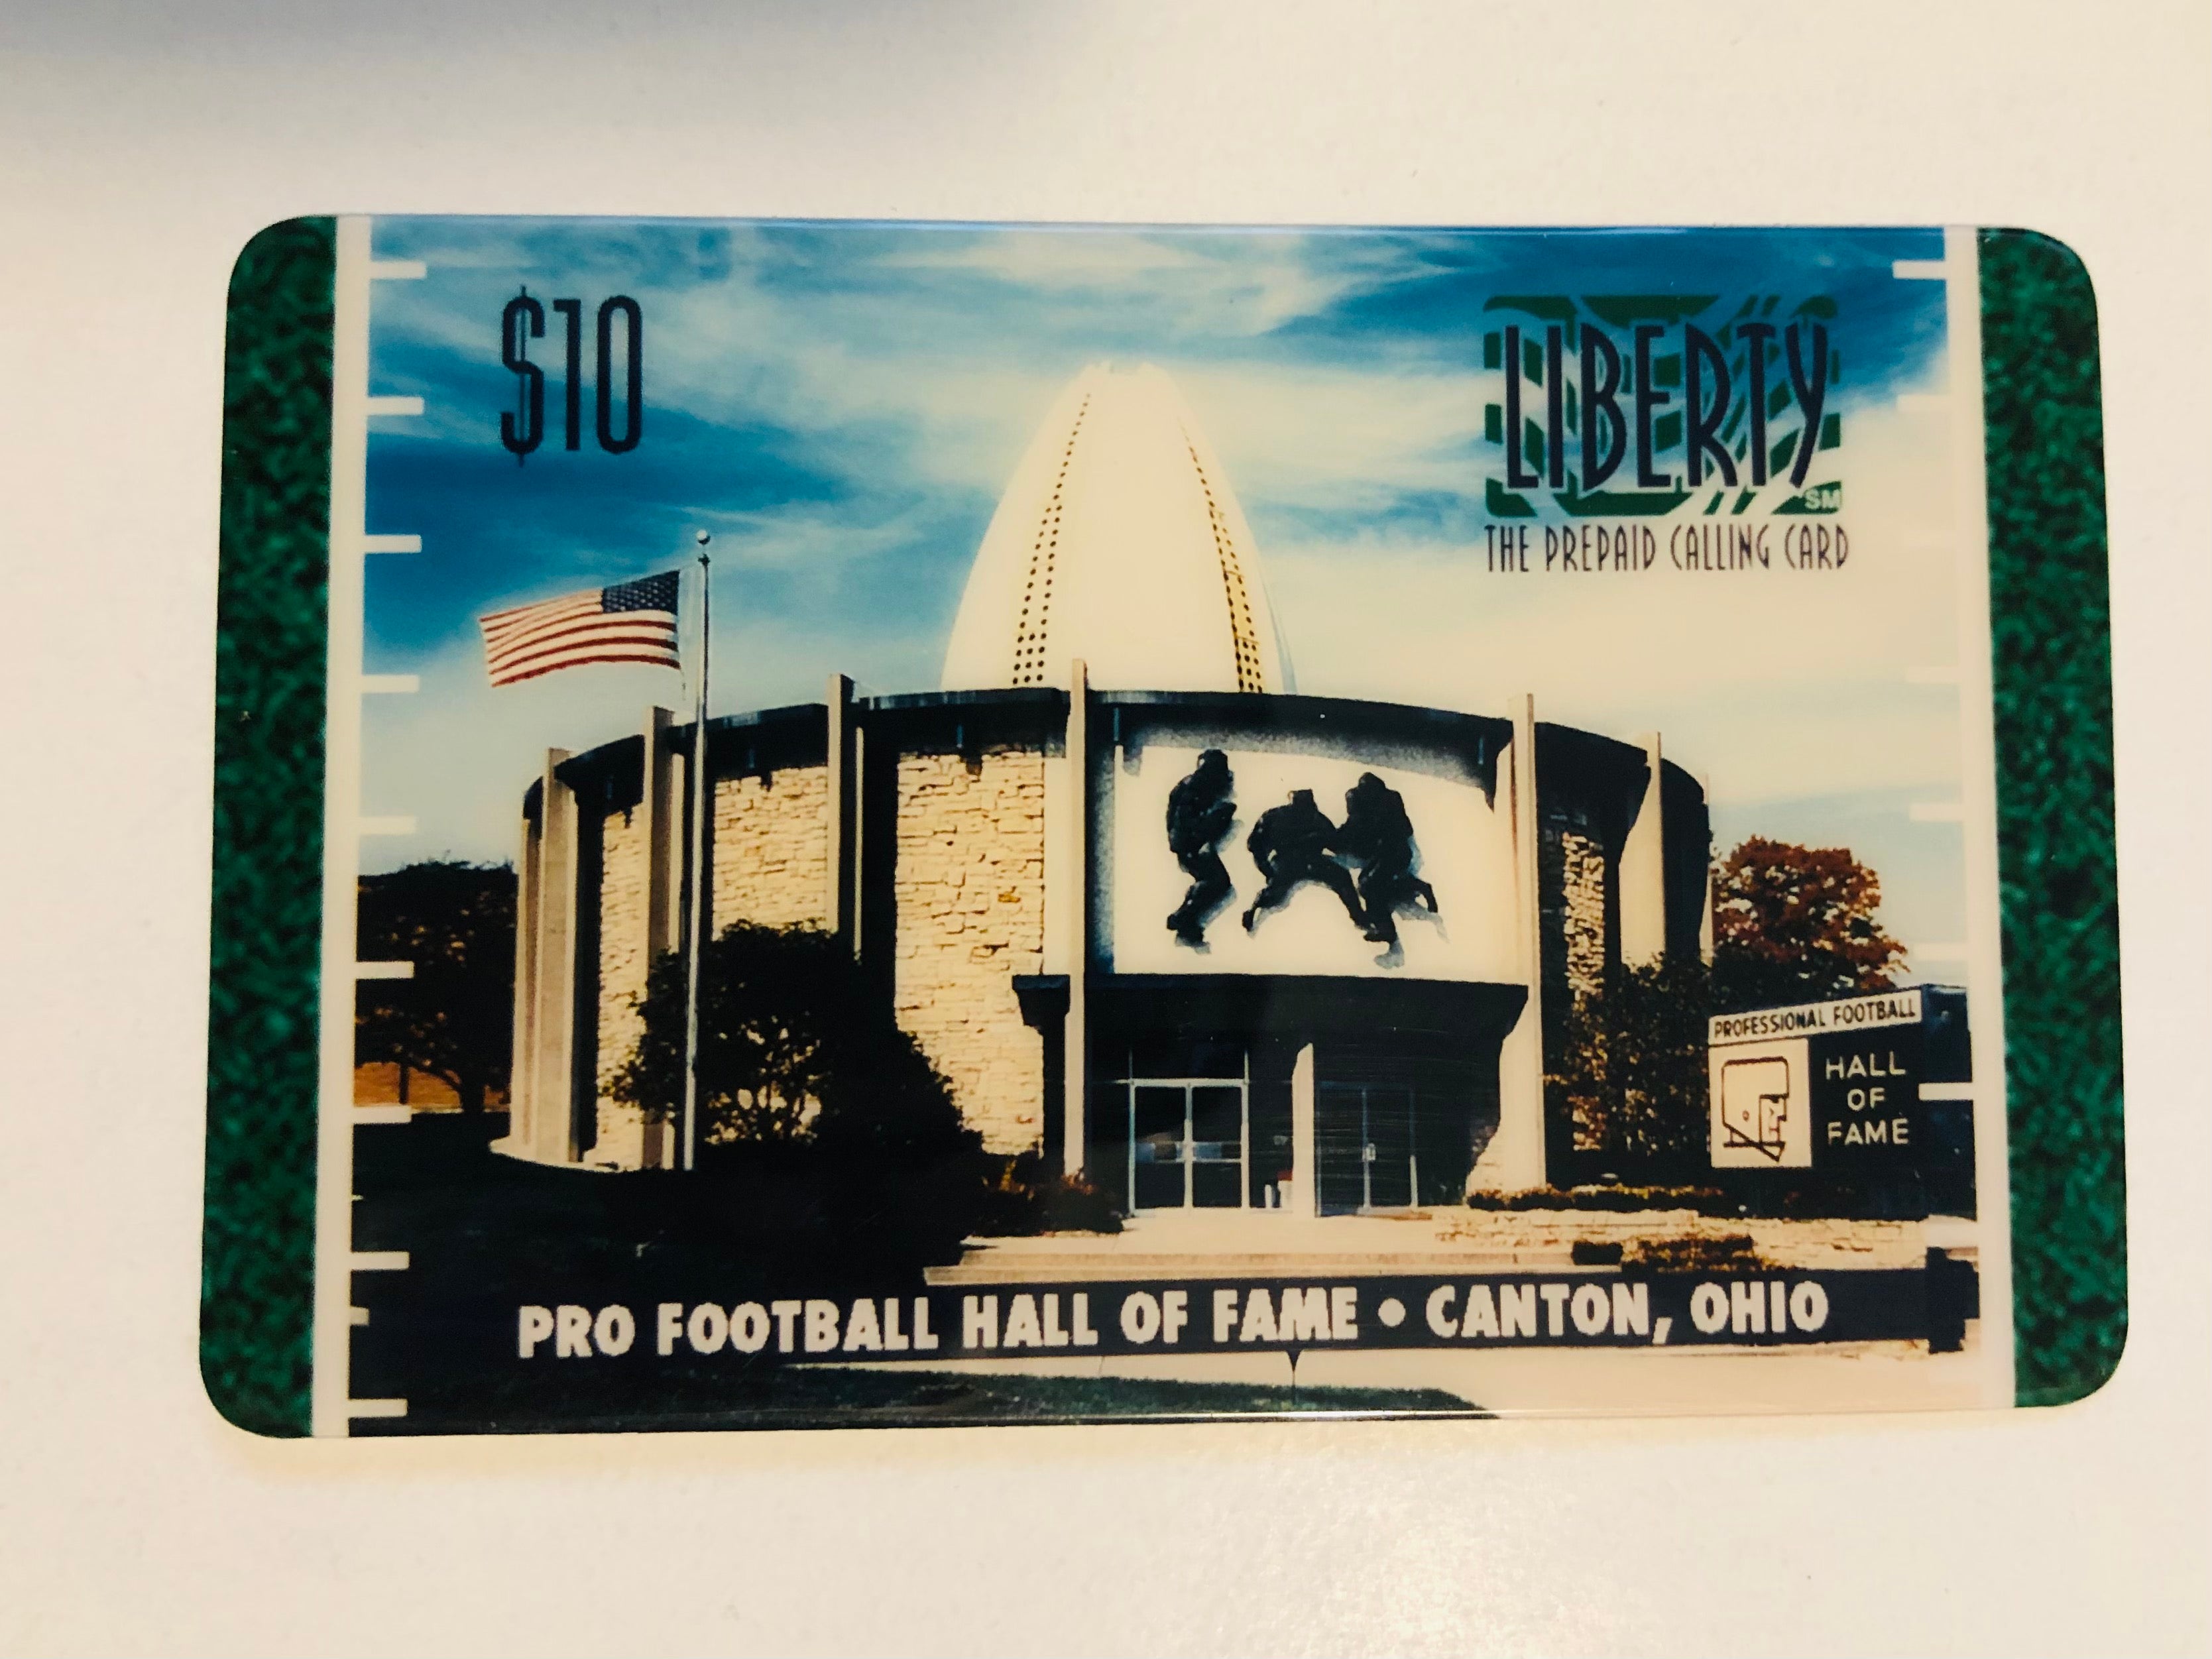 $10
LIBERTY
SM
THE PREPAID CALLING CARD
PROFESSIONAL FOOTBALL
HALL
OF
FAME
PRO FOOTBALL HALL OF FAME • CANTON, OHIO